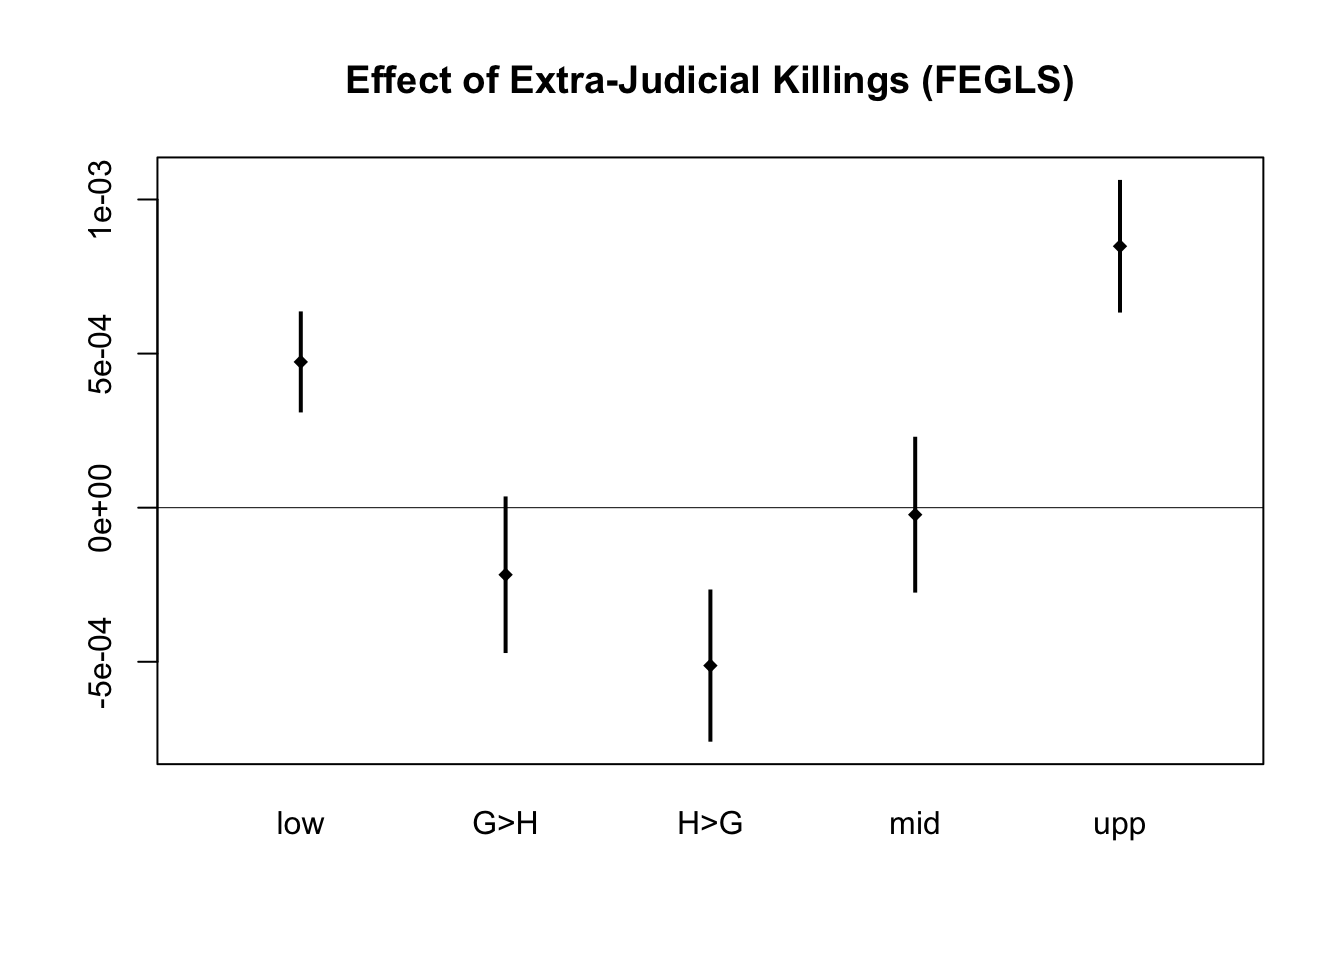 Effect of Extra-Judicial Killings (FEGLS)
1e-03
5e-04
0e+00
-5e-04
low G>H H>G mid upp